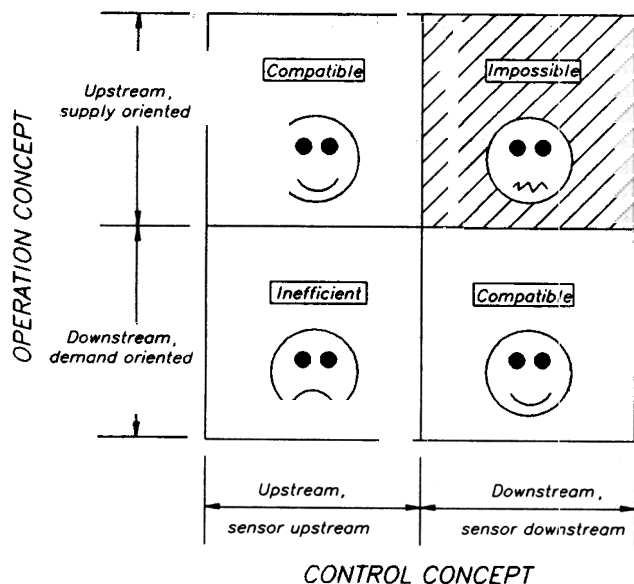 Compatible
Impossible
Upstream,
supply oriented
OPERATION CONCEPT
Inefficient
Compatible
Downstream,
demand oriented
Upstream,
sensor upstream
Downstream,
sensor downstream
CONTROL CONCEPT